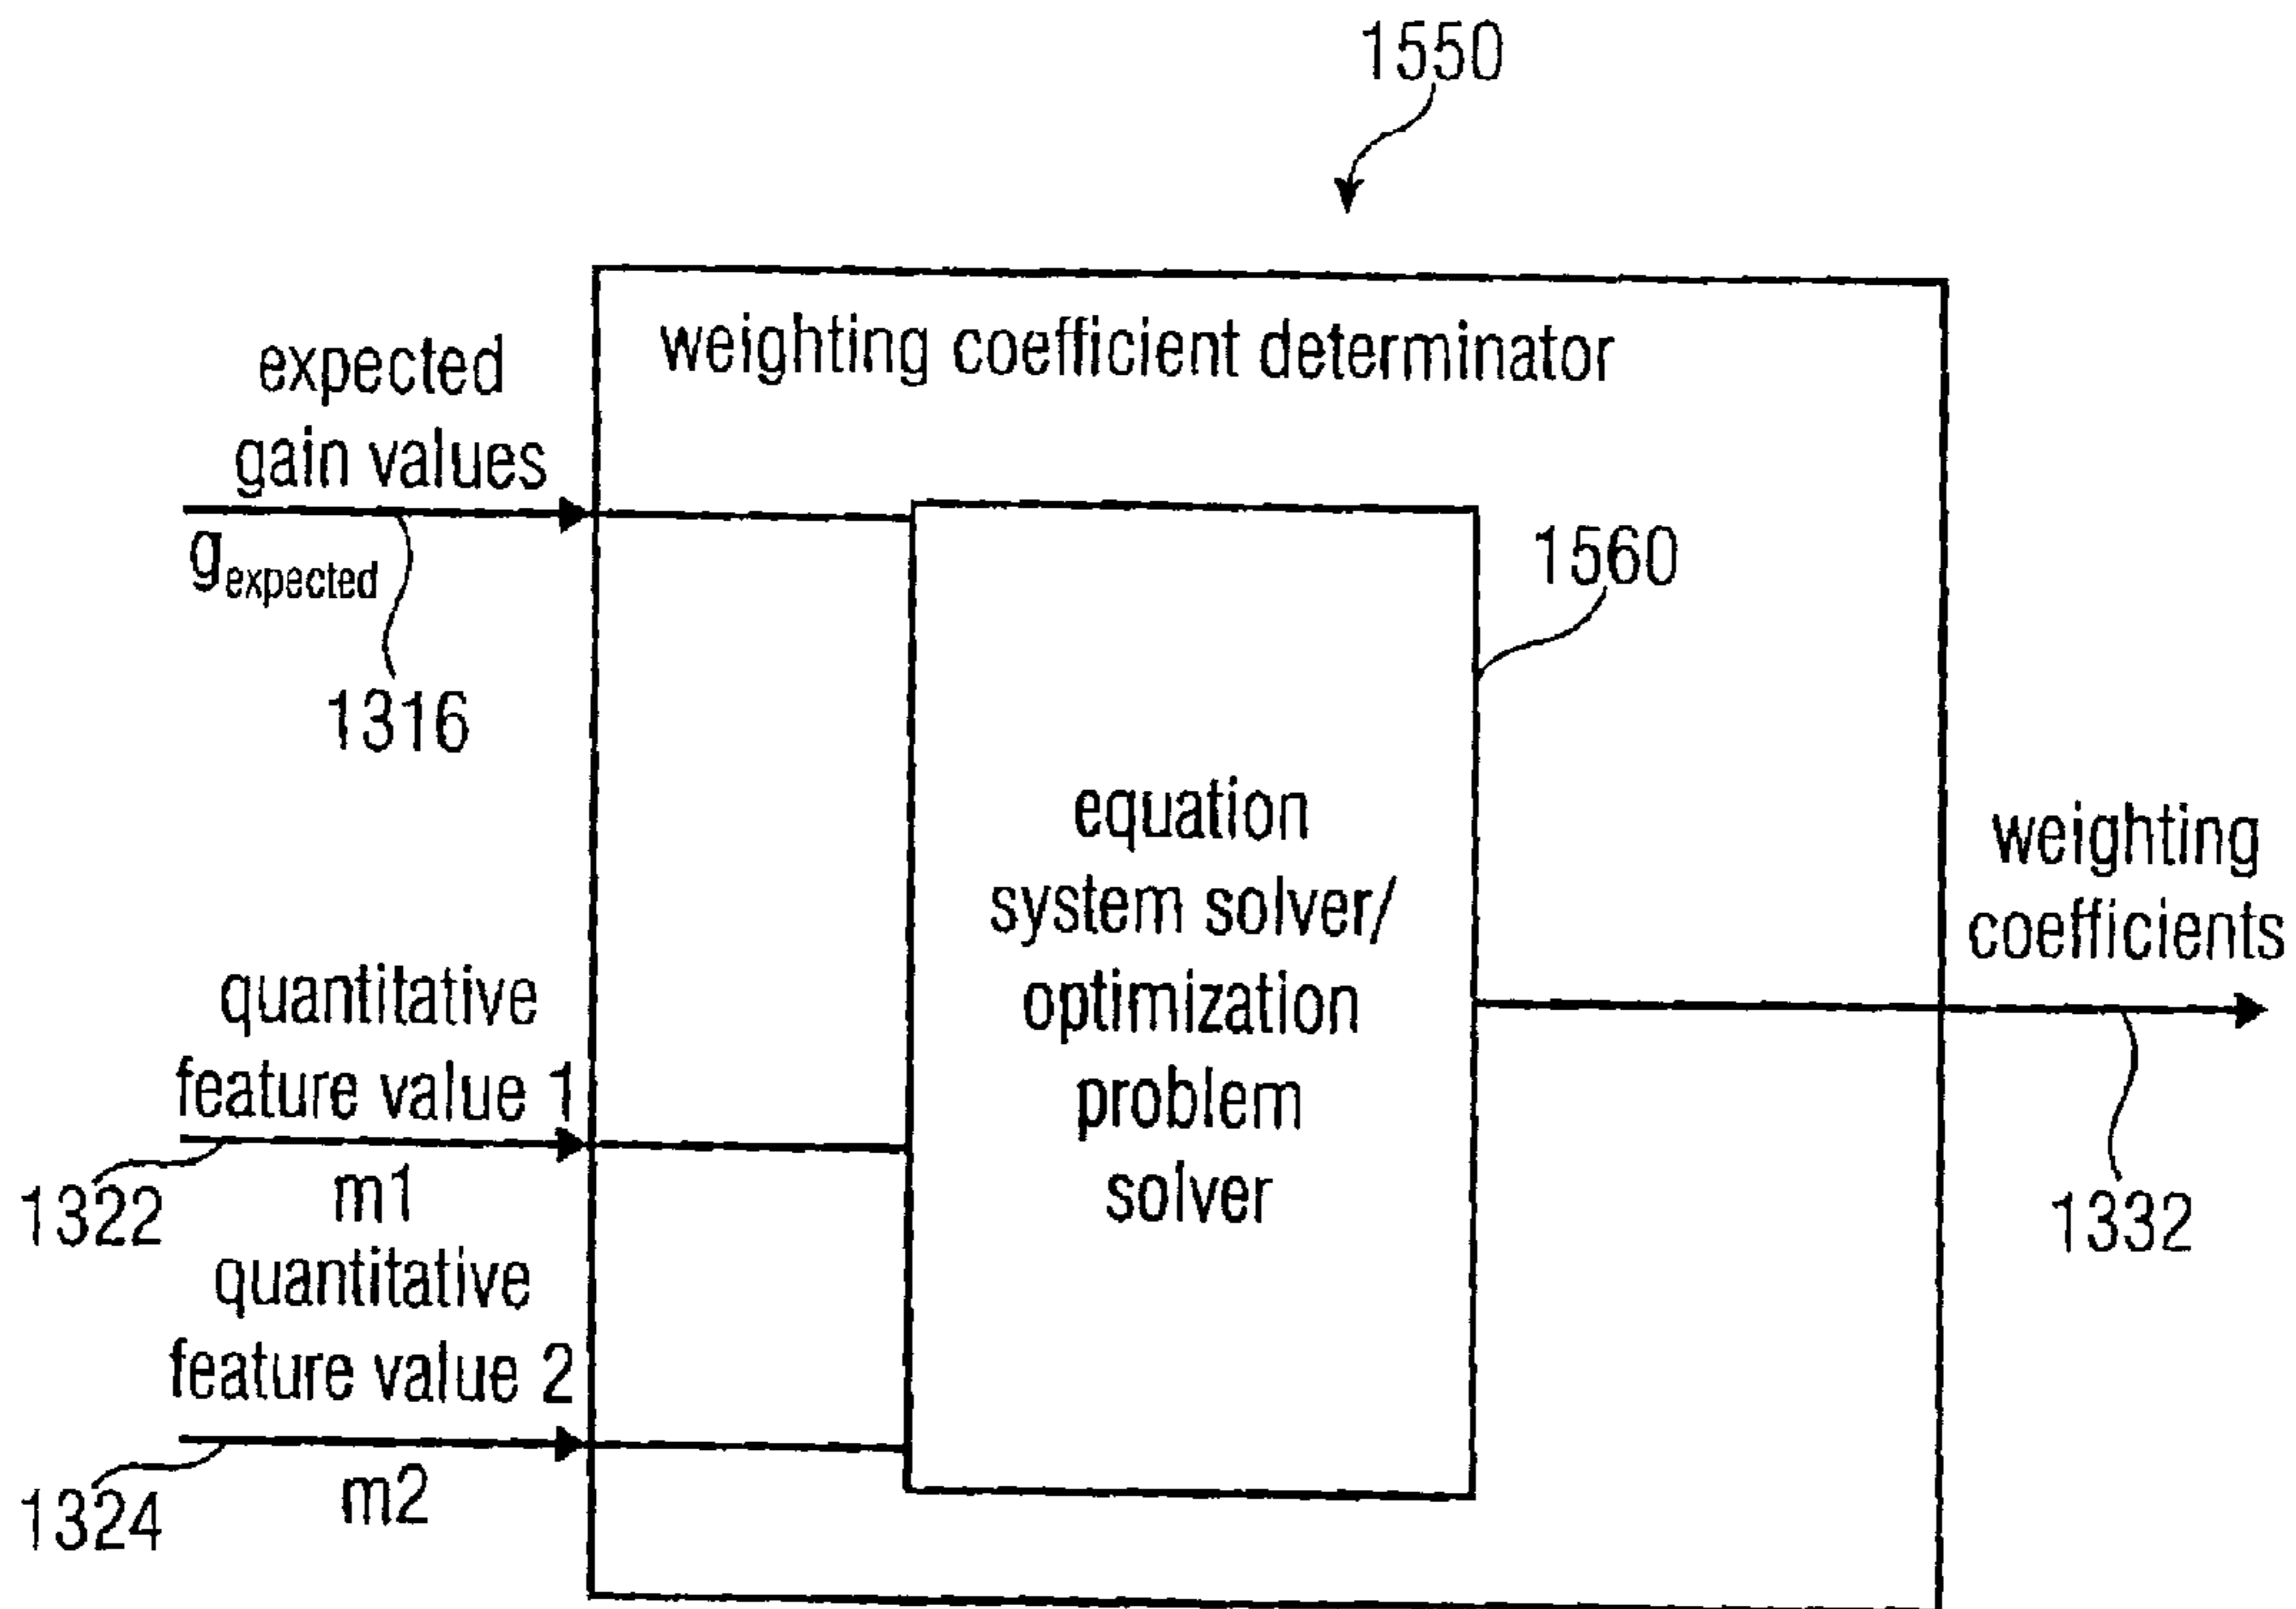 1550
weighting coefficient determinator
expected
gain values
gexpected
1316
1560
equation
system solver/
optimization
problem
solver
quantitative
feature value 1
1322
m1
quantitative
feature value 2
1324
m2
weighting
coefficients
1332